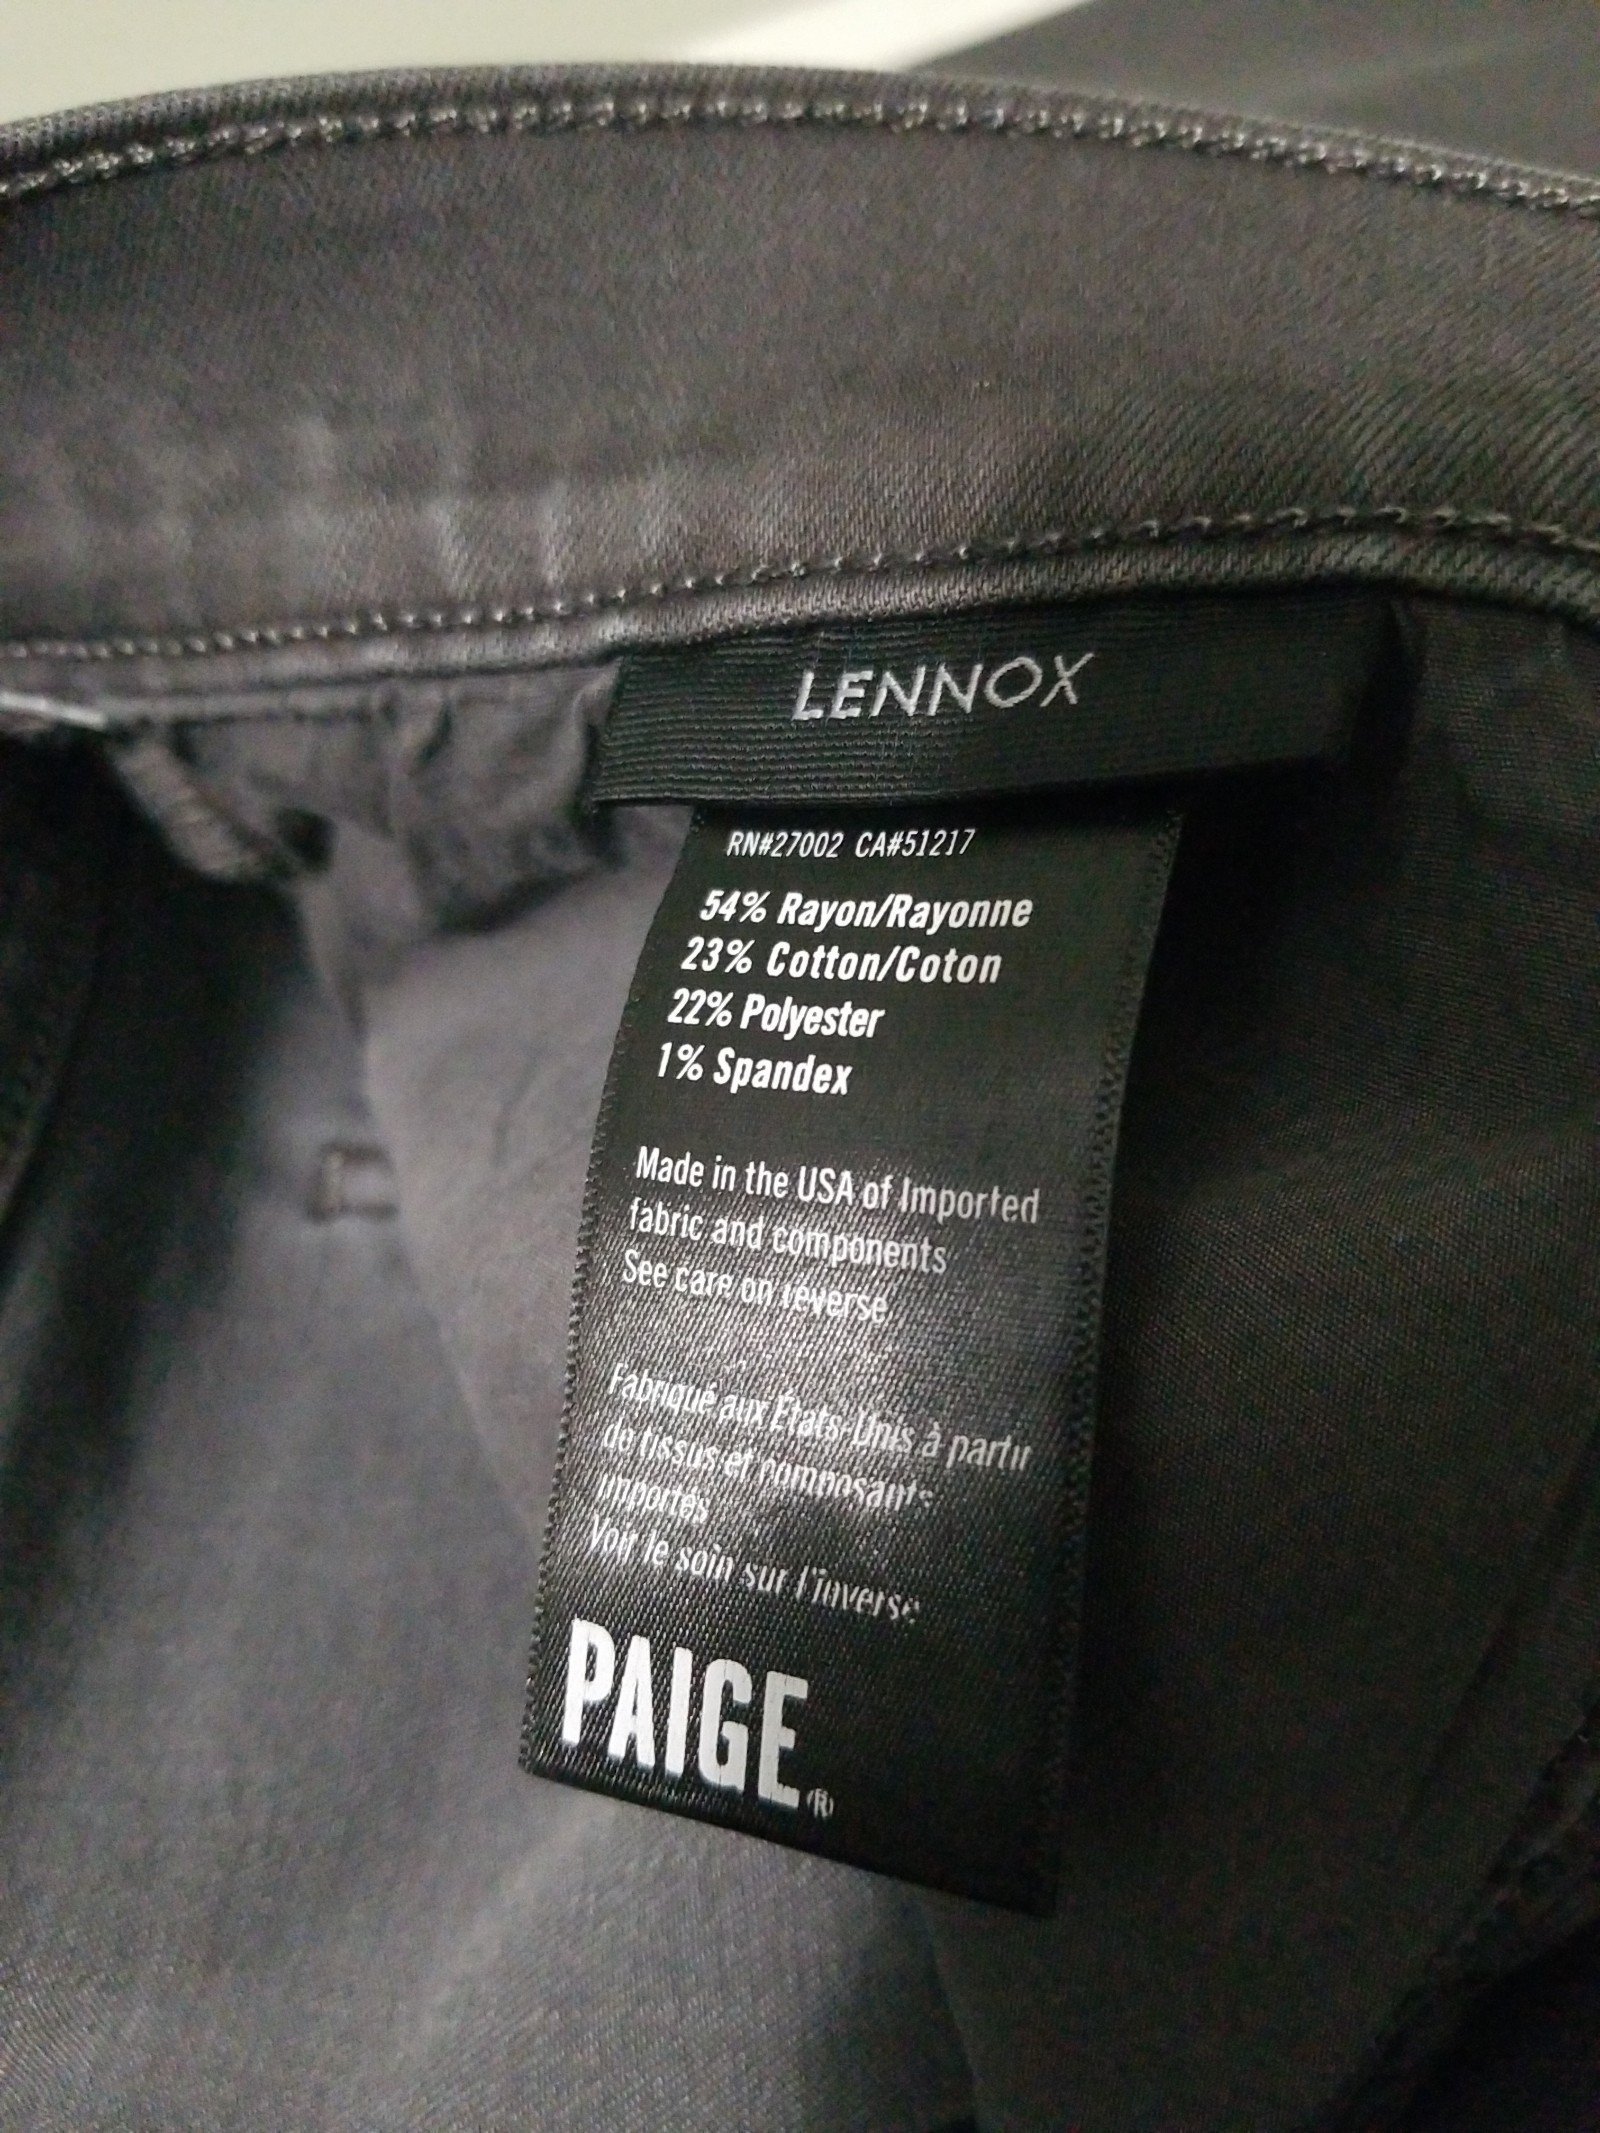 LENNOX
RN#27002 CA#51217
54% Rayon/Rayonne
23% Cotton/Coton
22% Polyester
1% Spandex
Made in the USA of Imported
fabric and components
See care on reverse
Fabriqué aux États-Unis à partir
de tissus et composants
importés
Voir le soin sur l'inverse
PAIGE®